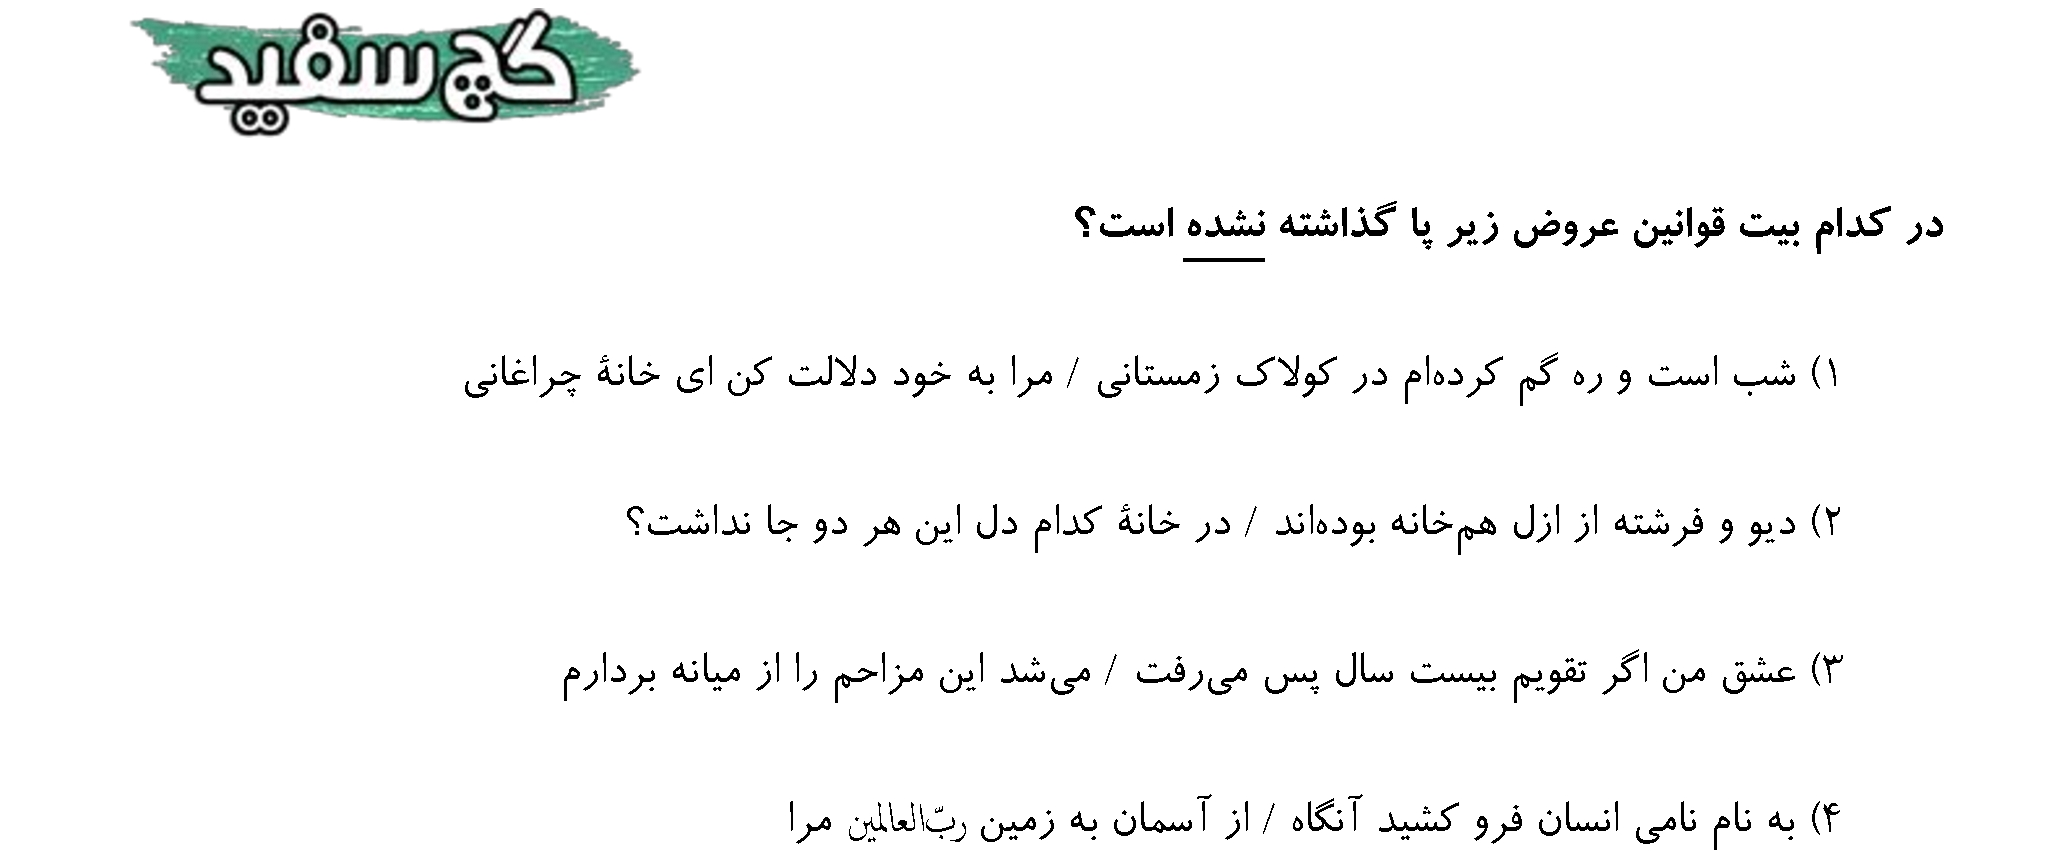 گچ سفید
در کدام بیت قوانین عروض زیر پا گذاشته نشده است؟
۱) شب است و ره گم کرده‌ام در کولاک زمستانی / مرا به خود دلالت کن ای خانهٔ چراغانی
۲) دیو و فرشته از ازل هم‌خانه بوده‌اند / در خانهٔ کدام دل این هر دو جا نداشت؟
۳) عشق من اگر تقویم بیست سال پس می‌رفت / می‌شد این مزاحم را از میانه بردارم
۴) به نام نامی انسان فرو کشید آنگاه / از آسمان به زمین ربّ‌العالمین مرا